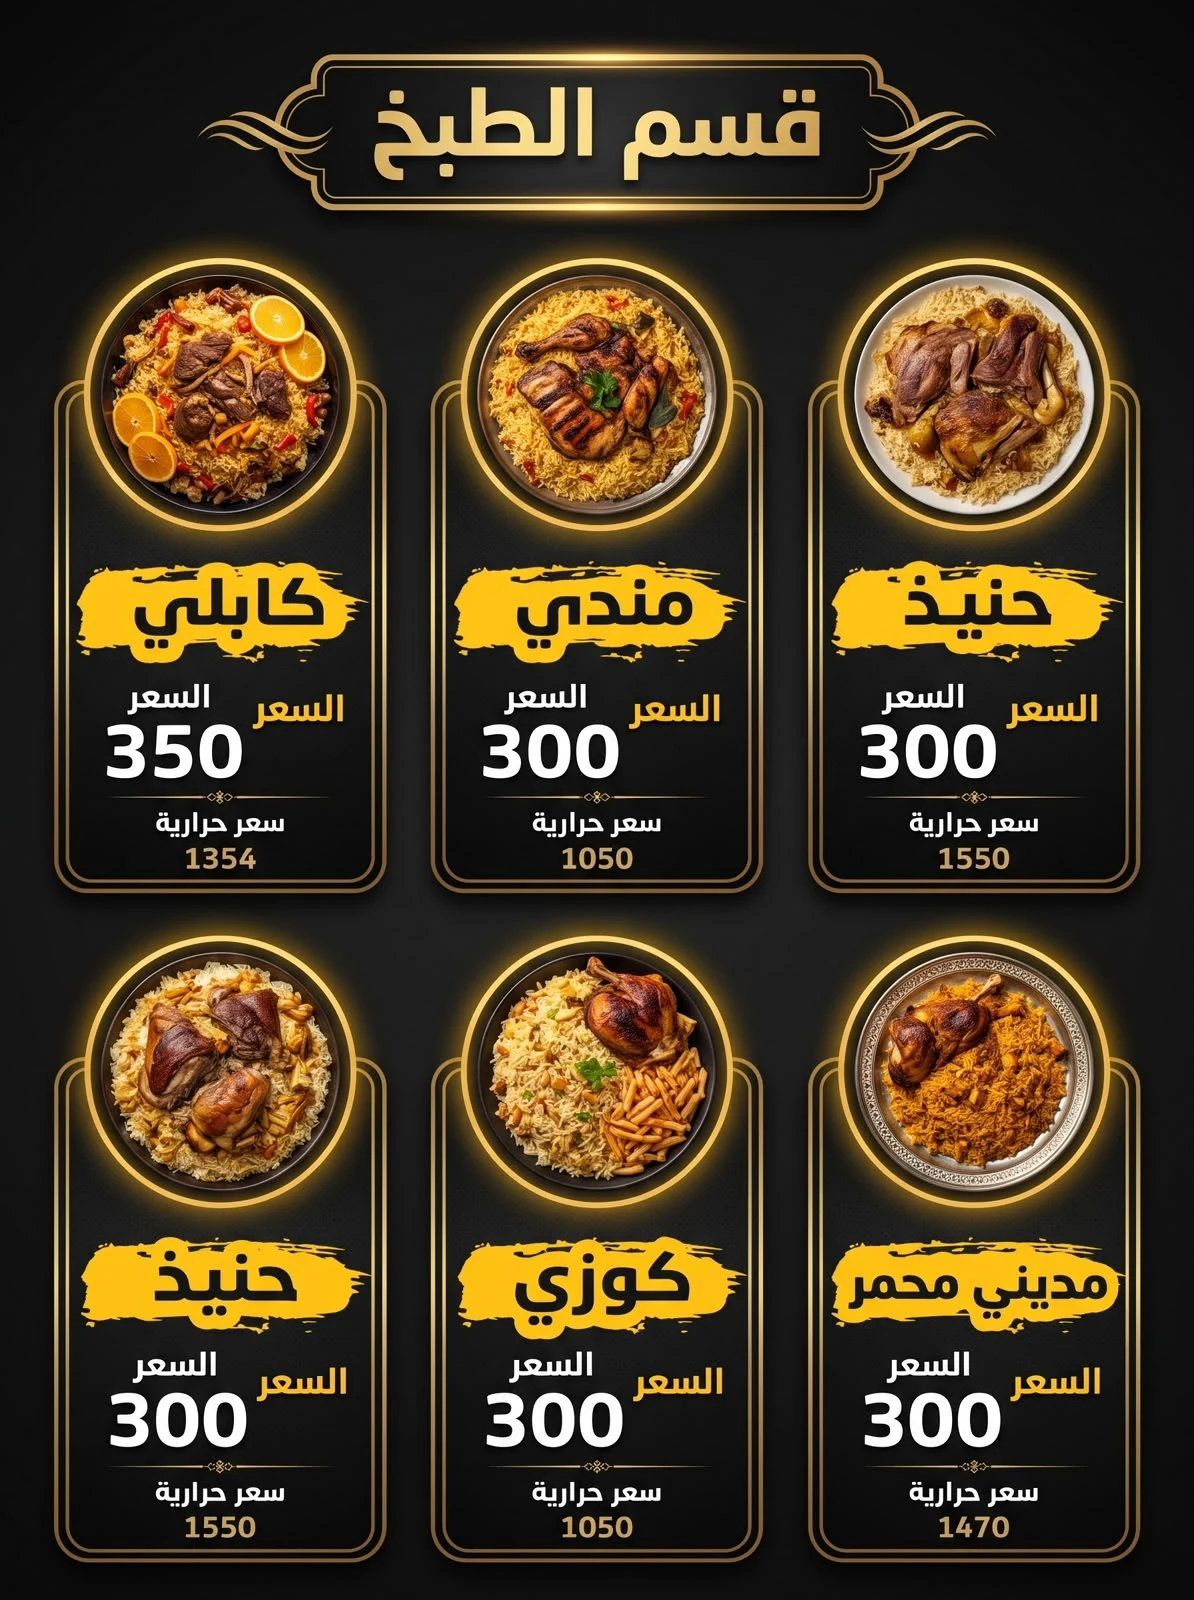 قسم الطبخ
حنيذ
السعر
السعر
300
سعر حرارية
1550
مندي
السعر
السعر
300
سعر حرارية
1050
كابلي
السعر
السعر
350
سعر حرارية
1354
مديني محمر
السعر
السعر
300
سعر حرارية
1470
كوزي
السعر
السعر
300
سعر حرارية
1050
حنيذ
السعر
السعر
300
سعر حرارية
1550